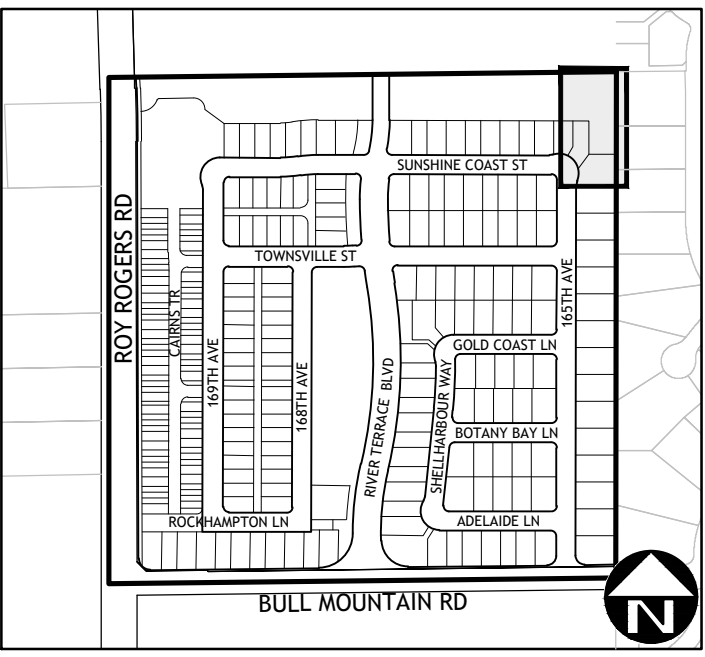 SUNSHINE COAST ST
ROY ROGERS RD
TOWNSVILLE ST
CAIRNS TR
169TH AVE
168TH AVE
RIVER TERRACE BLVD
165TH AVE
GOLD COAST LN
SHELLHARBOUR WAY
BOTANY BAY LN
ROCKHAMPTON LN
ADELAIDE LN
BULL MOUNTAIN RD
N